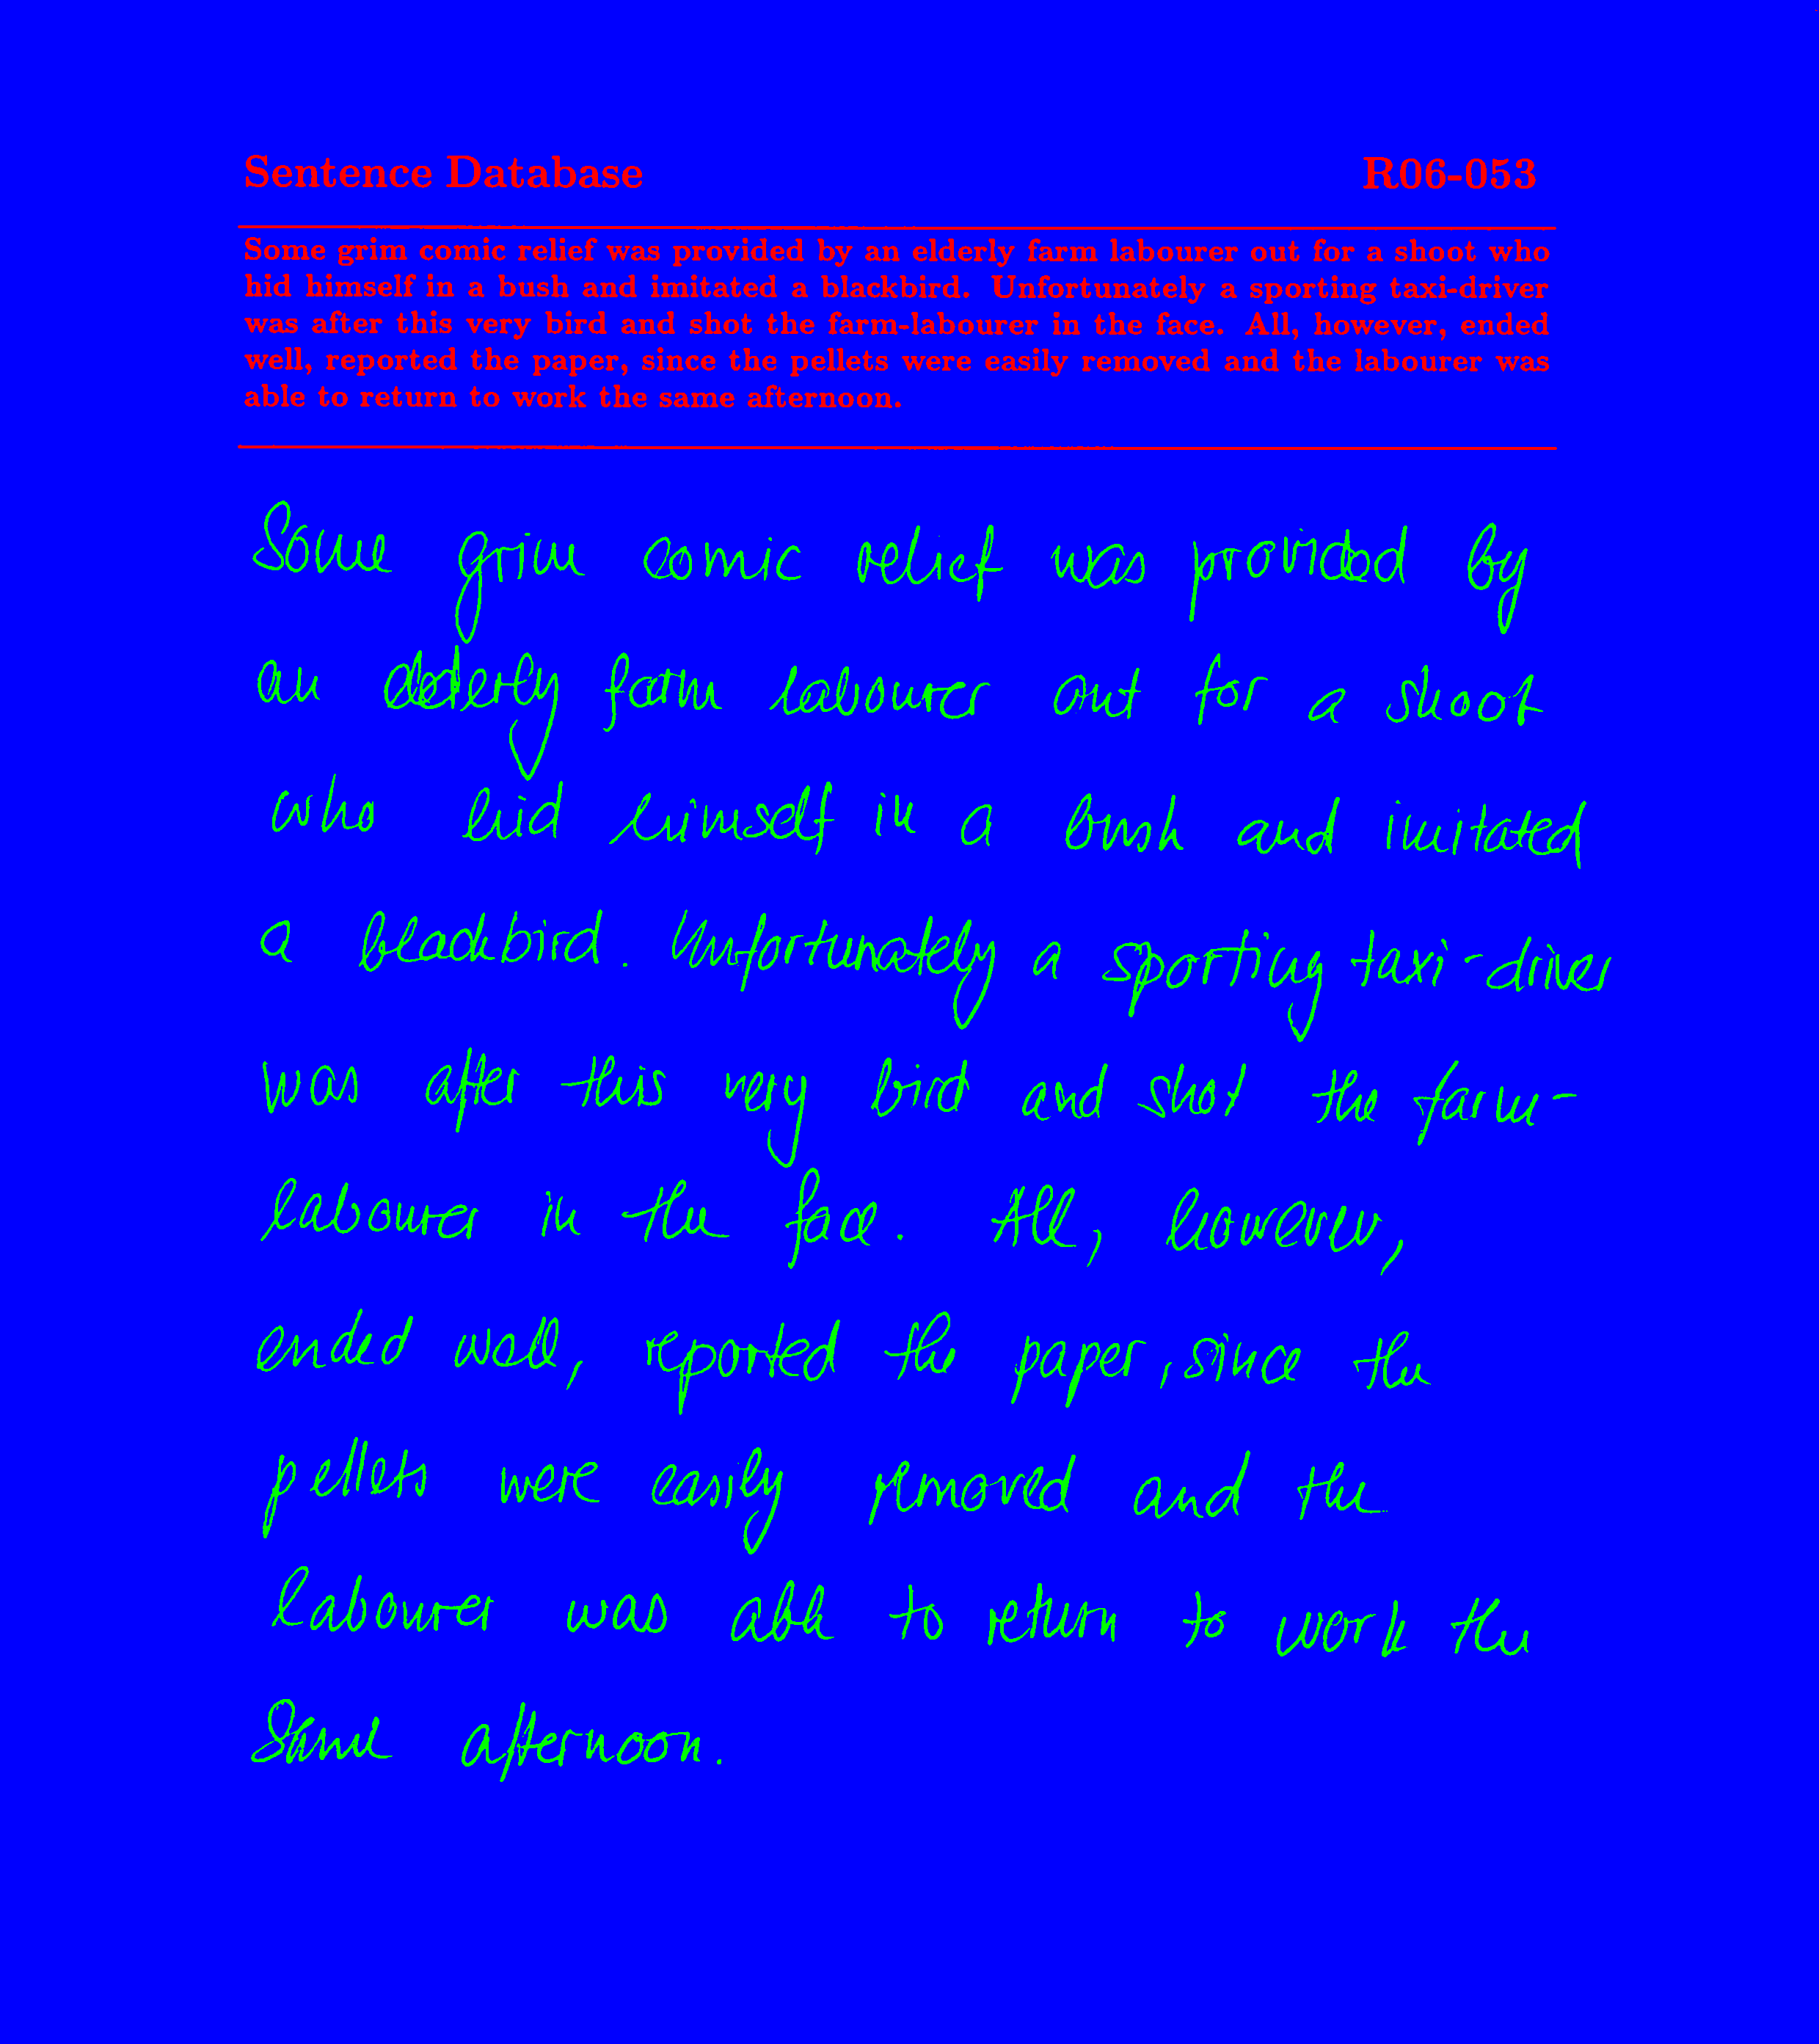 Sentence Database R06-053
Some grim comic relief was provided by an elderly farm labourer out for a shoot who
hid himself in a bush and imitated a blackbird. Unfortunately a sporting taxi-driver
was after this very bird and shot the farm-labourer in the face. All, however, ended
well, reported the paper, since the pellets were easily removed and the labourer was
able to return to work the same afternoon.
Some grim comic relief was provided by
an elderly farm labourer out for a shoot
who hid himself in a bush and imitated
a blackbird. Unfortunately a sporting taxi-driver
was after this very bird and shot the farm-
labourer in the face. All, however,
ended well, reported the paper, since the
pellets were easily removed and the
labourer was able to return to work the
same afternoon.